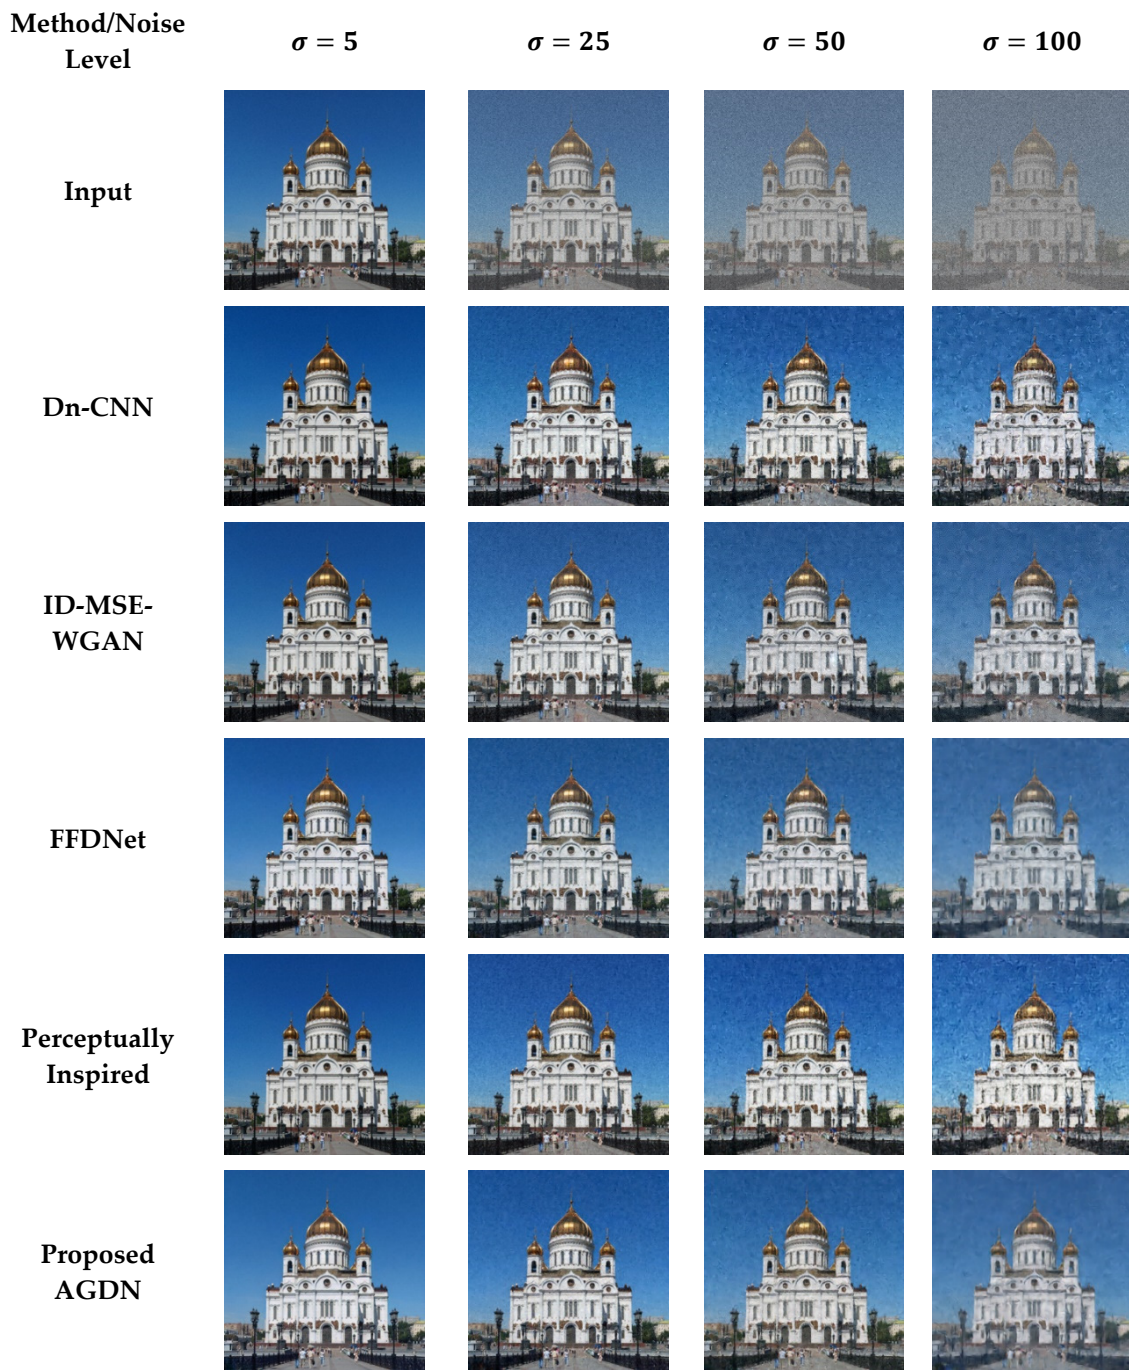 Method/Noise
Level
σ = 5
σ = 25
σ = 50
σ = 100
Input
Dn-CNN
ID-MSE-
WGAN
FFDNet
Perceptually
Inspired
Proposed
AGDN